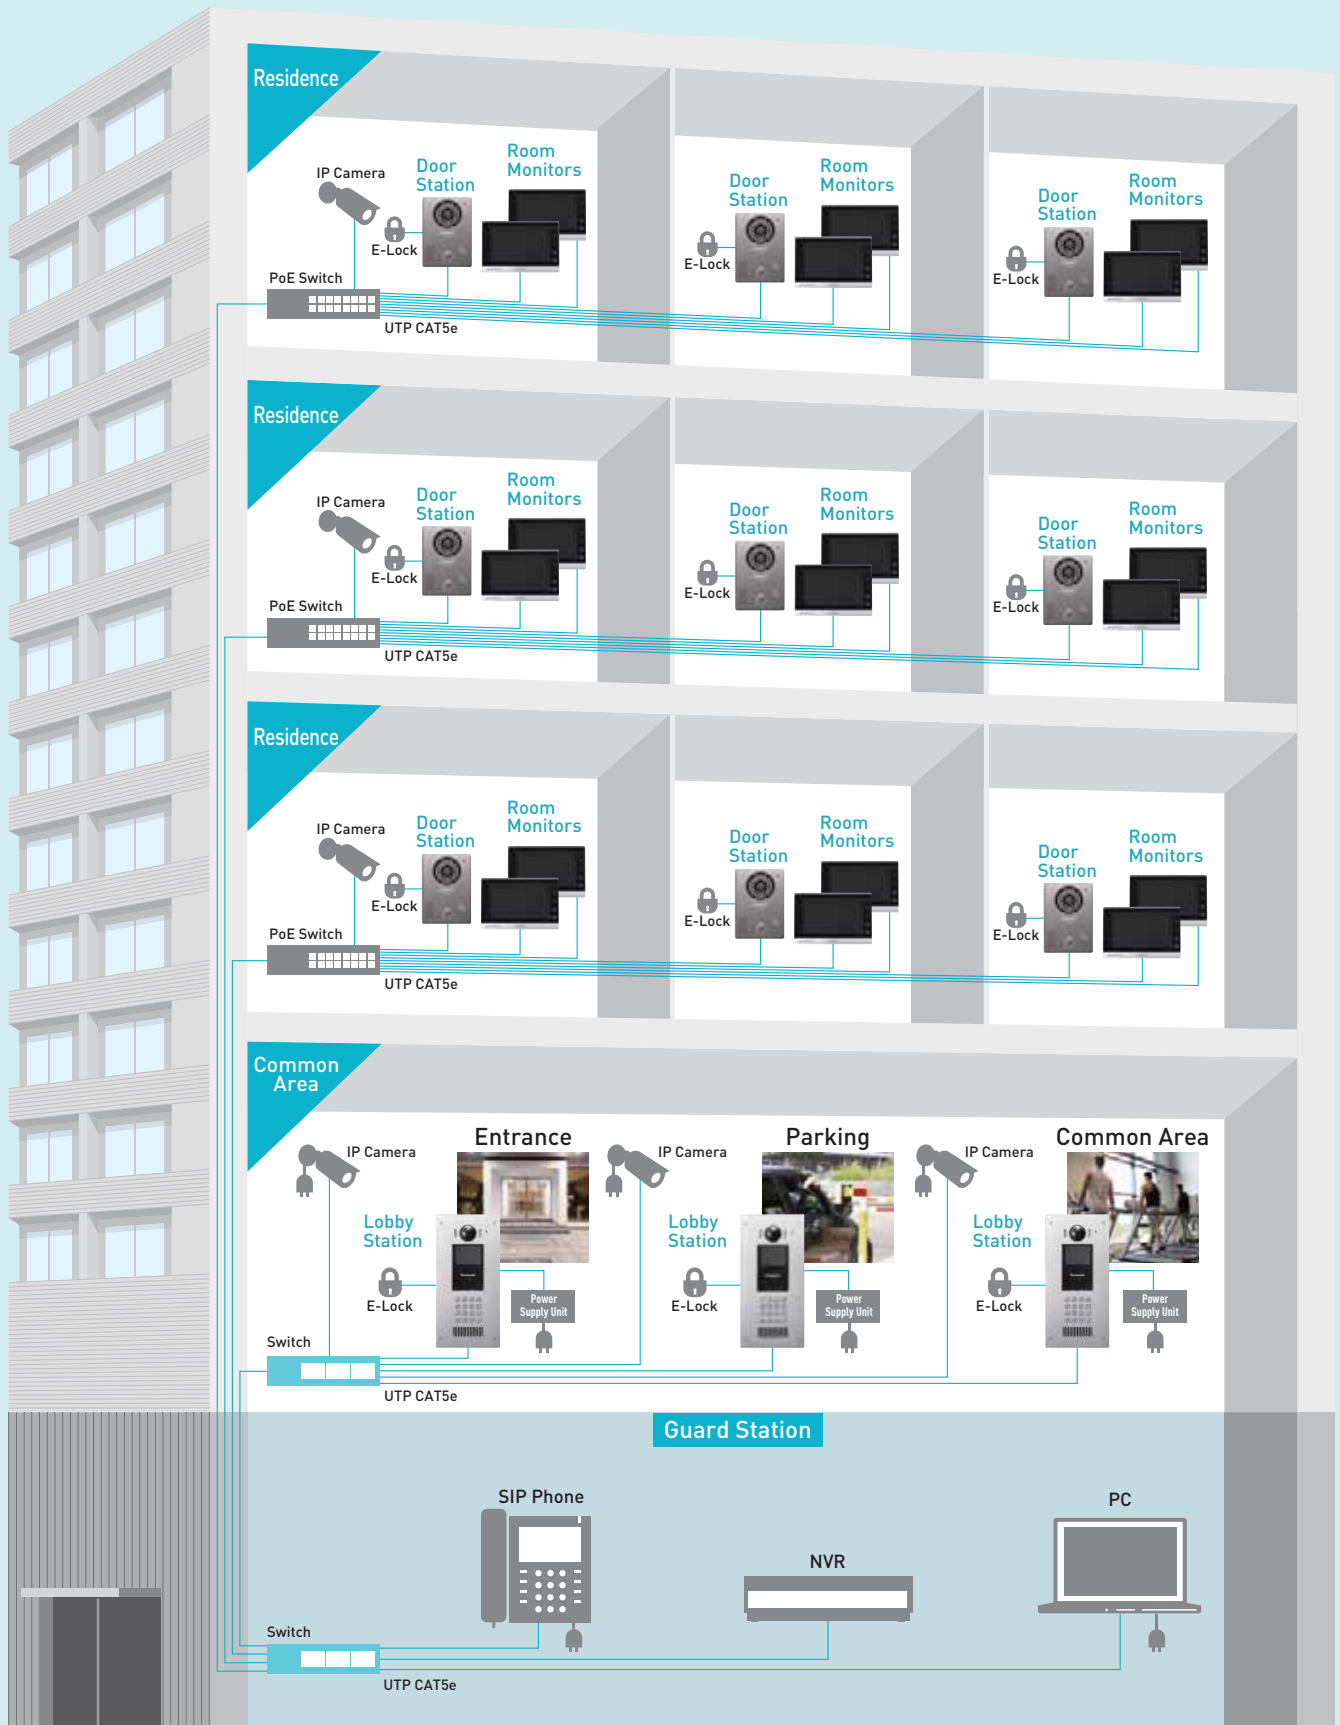 Residence
IP Camera
Door
Station
Room
Monitors
E-Lock
PoE Switch
UTP CAT5e
Door
Station
Room
Monitors
E-Lock
Door
Station
Room
Monitors
E-Lock
Residence
IP Camera
Door
Station
Room
Monitors
E-Lock
PoE Switch
UTP CAT5e
Door
Station
Room
Monitors
E-Lock
Door
Station
Room
Monitors
E-Lock
Residence
IP Camera
Door
Station
Room
Monitors
E-Lock
PoE Switch
UTP CAT5e
Door
Station
Room
Monitors
E-Lock
Door
Station
Room
Monitors
E-Lock
Common
Area
IP Camera
Entrance
Lobby
Station
E-Lock
Power
Supply Unit
IP Camera
Parking
Lobby
Station
E-Lock
Power
Supply Unit
IP Camera
Common Area
Lobby
Station
E-Lock
Power
Supply Unit
Switch
UTP CAT5e
Guard Station
SIP Phone
NVR
PC
Switch
UTP CAT5e